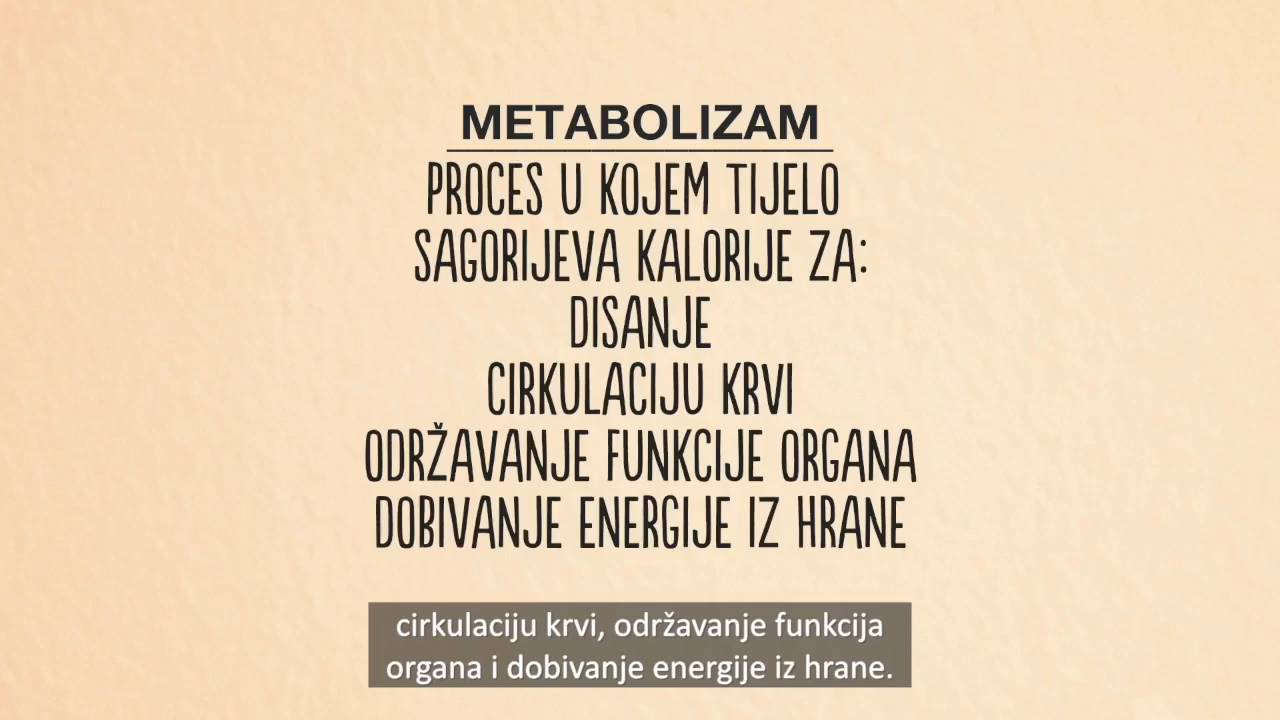 METABOLIZAM
PROCES U KOJEM TIJELO
SAGORIJEVA KALORIJE ZA:
DISANJE
CIRKULACIJU KRVI
ODRŽAVANJE FUNKCIJE ORGANA
DOBIVANJE ENERGIJE IZ HRANE
cirkulaciju krvi, održavanje funkcija
organa i dobivanje energije iz hrane.